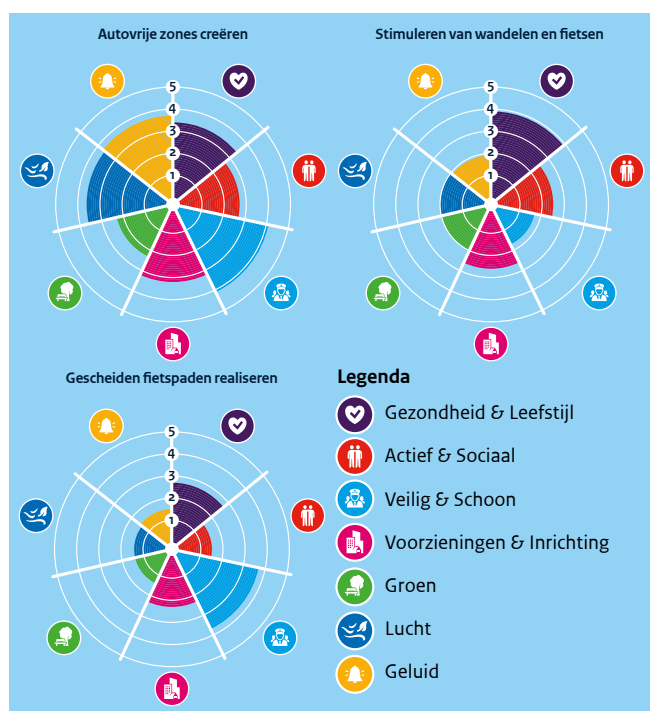 Autovrije zones creëren
5
4
3
2
1
Stimuleren van wandelen en fietsen
5
4
3
2
1
Gescheiden fietspaden realiseren
5
4
3
2
1
Legenda
Gezondheid & Leefstijl
Actief & Sociaal
Veilig & Schoon
Voorzieningen & Inrichting
Groen
Lucht
Geluid